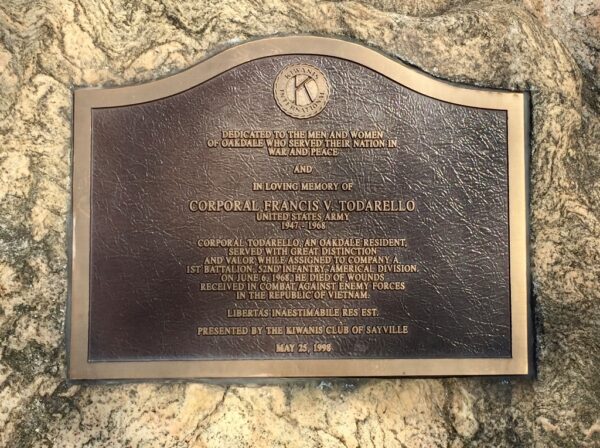 KIWANIS
K
INTERNATIONAL
DEDICATED TO THE MEN AND WOMEN
OF OAKDALE WHO SERVED THEIR NATION IN
WAR AND PEACE
AND
IN LOVING MEMORY OF
CORPORAL FRANCIS V. TODARELLO
UNITED STATES ARMY
1947 - 1968
CORPORAL TODARELLO, AN OAKDALE RESIDENT,
SERVED WITH GREAT DISTINCTION
AND VALOR WHILE ASSIGNED TO COMPANY A,
1ST BATTALION, 52ND INFANTRY-AMERICAL DIVISION.
ON JUNE 6, 1968, HE DIED OF WOUNDS
RECEIVED IN COMBAT AGAINST ENEMY FORCES
IN THE REPUBLIC OF VIETNAM.
LIBERTAS INAESTIMABILE RES EST.
PRESENTED BY THE KIWANIS CLUB OF SAYVILLE
MAY 25, 1998